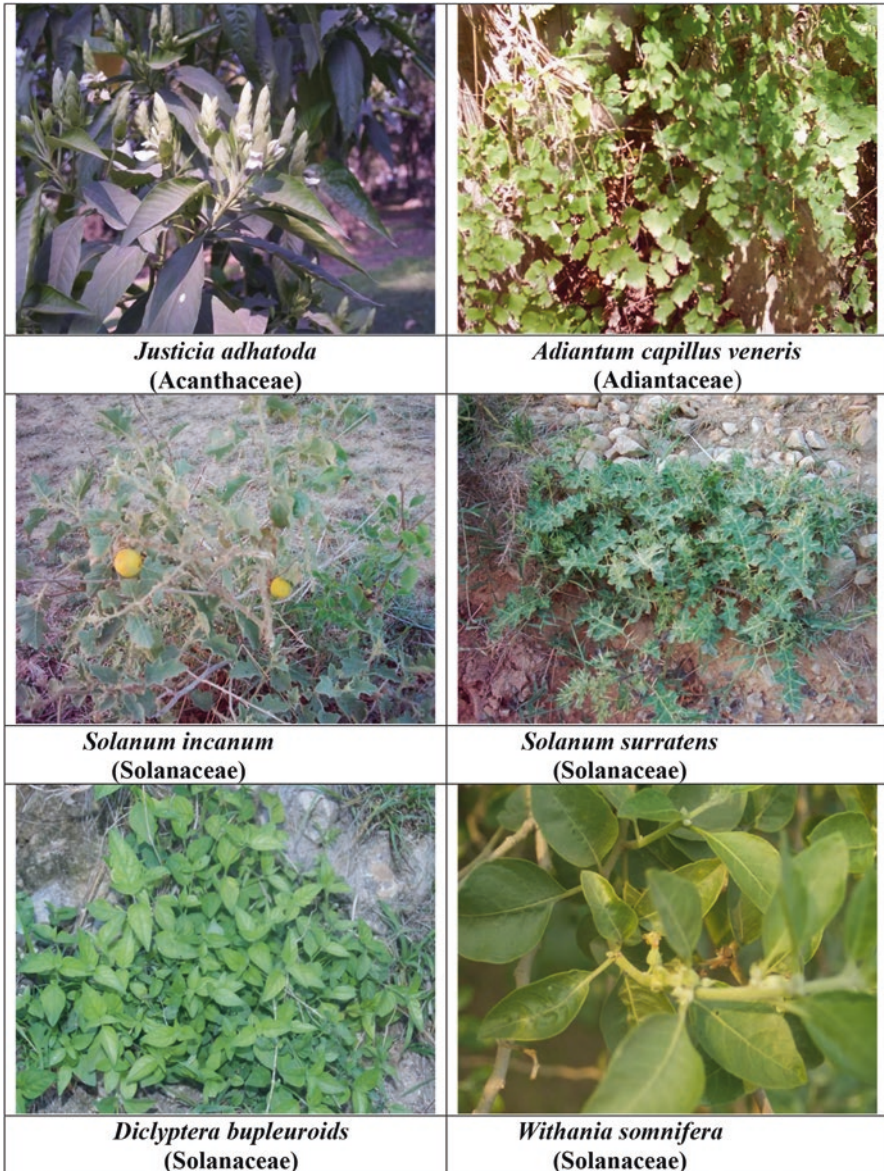 Justicia adhatoda
(Acanthaceae)
Adiantum capillus veneris
(Adiantaceae)
Solanum incanum
(Solanaceae)
Solanum surratens
(Solanaceae)
Diclyptera bupleuroids
(Solanaceae)
Withania somnifera
(Solanaceae)